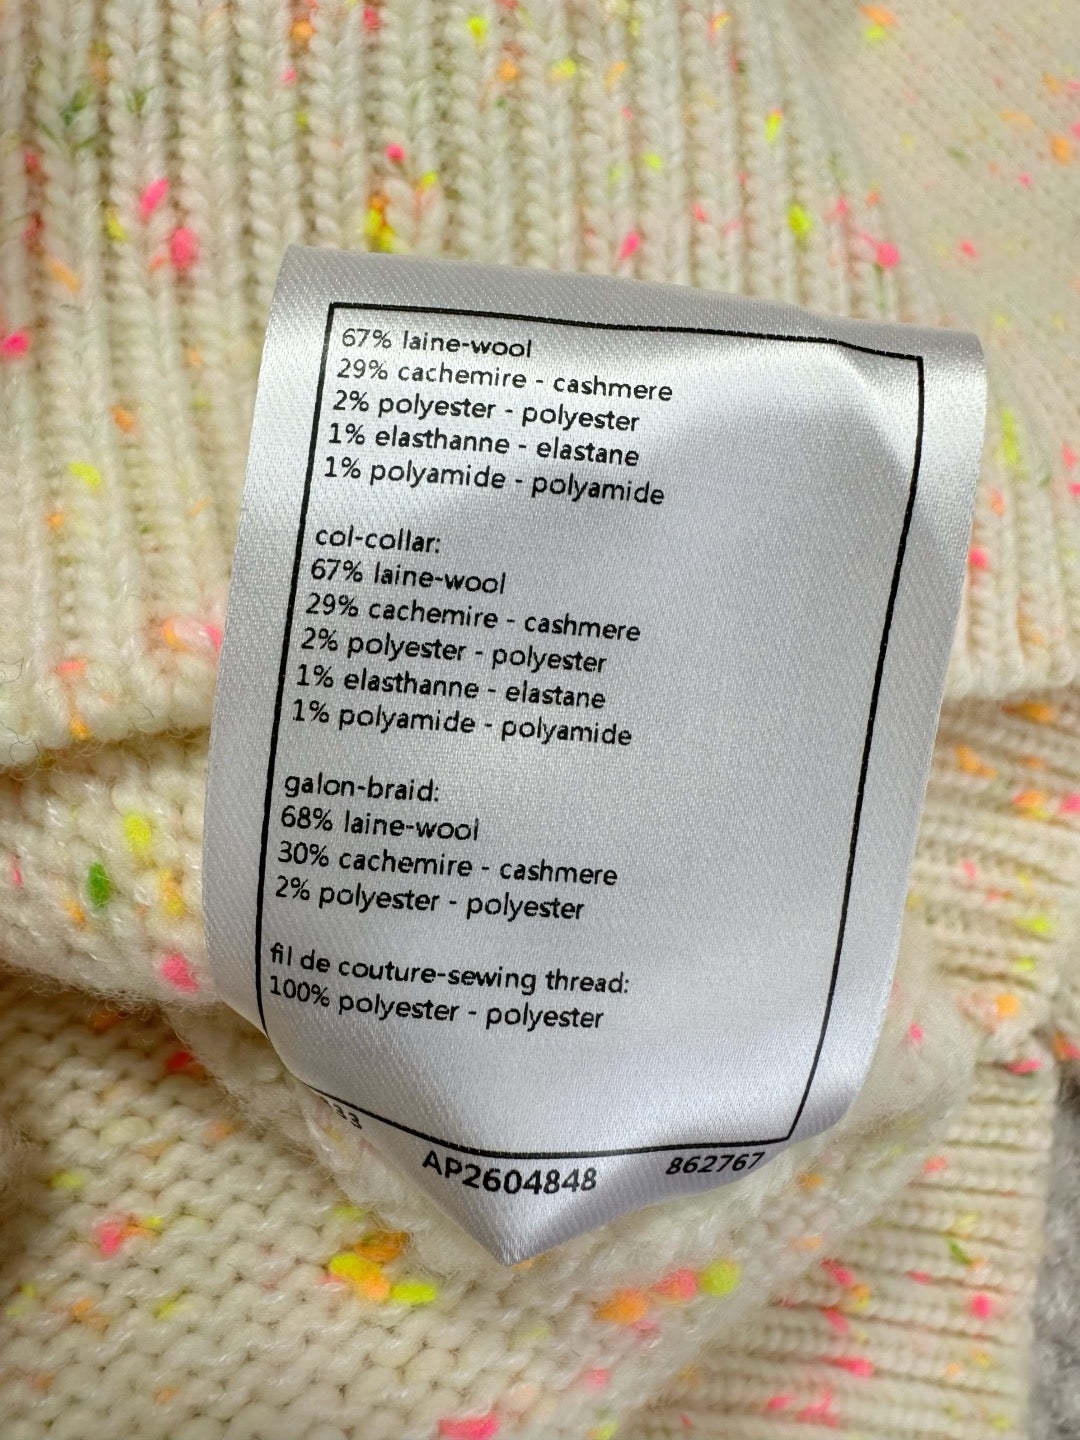 67% laine-wool
29% cachemire - cashmere
2% polyester - polyester
1% elasthanne - elastane
1% polyamide - polyamide
col-collar:
67% laine-wool
29% cachemire - cashmere
2% polyester - polyester
1% elasthanne - elastane
1% polyamide - polyamide
galon-braid:
68% laine-wool
30% cachemire - cashmere
2% polyester - polyester
fil de couture-sewing thread:
100% polyester - polyester
AP2604848 862767